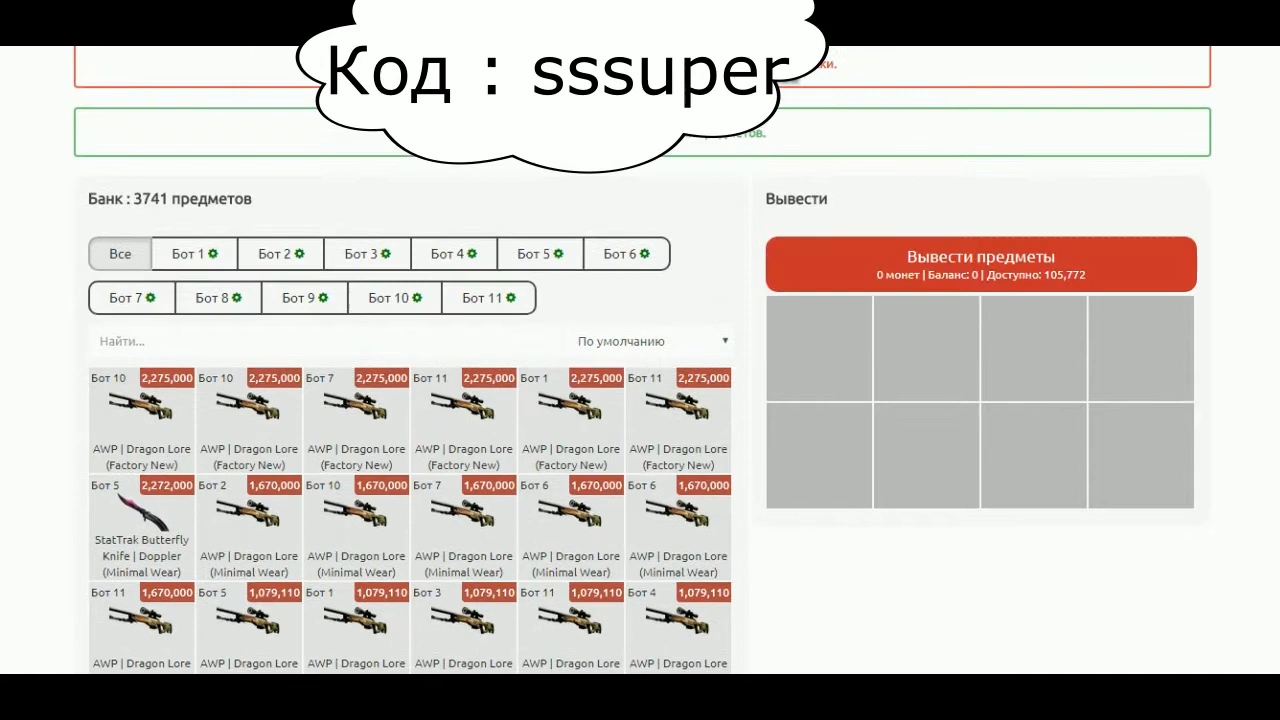 Код : sssuper
ки.
Банк : 3741 предметов
Вывести
Все Бот 1 Бот 2 Бот 3 Бот 4 Бот 5 Бот 6
Вывести предметы
0 монет | Баланс: 0 | Доступно: 105,772
Бот 7 Бот 8 Бот 9 Бот 10 Бот 11
Найти... По умолчанию
Бот 10 2,275,000 Бот 10 2,275,000 Бот 7 2,275,000 Бот 11 2,275,000 Бот 1 2,275,000 Бот 11 2,275,000
AWP | Dragon Lore AWP | Dragon Lore AWP | Dragon Lore AWP | Dragon Lore AWP | Dragon Lore AWP | Dragon Lore
(Factory New) (Factory New) (Factory New) (Factory New) (Factory New) (Factory New)
Бот 5 2,272,000 Бот 2 1,670,000 Бот 10 1,670,000 Бот 7 1,670,000 Бот 6 1,670,000 Бот 6 1,670,000
StatTrak Butterfly
Knife | Doppler AWP | Dragon Lore AWP | Dragon Lore AWP | Dragon Lore AWP | Dragon Lore AWP | Dragon Lore
(Minimal Wear) (Minimal Wear) (Minimal Wear) (Minimal Wear) (Minimal Wear) (Minimal Wear)
Бот 11 1,670,000 Бот 5 1,079,110 Бот 1 1,079,110 Бот 3 1,079,110 Бот 11 1,079,110 Бот 4 1,079,110
AWP | Dragon Lore AWP | Dragon Lore AWP | Dragon Lore AWP | Dragon Lore AWP | Dragon Lore AWP | Dragon Lore